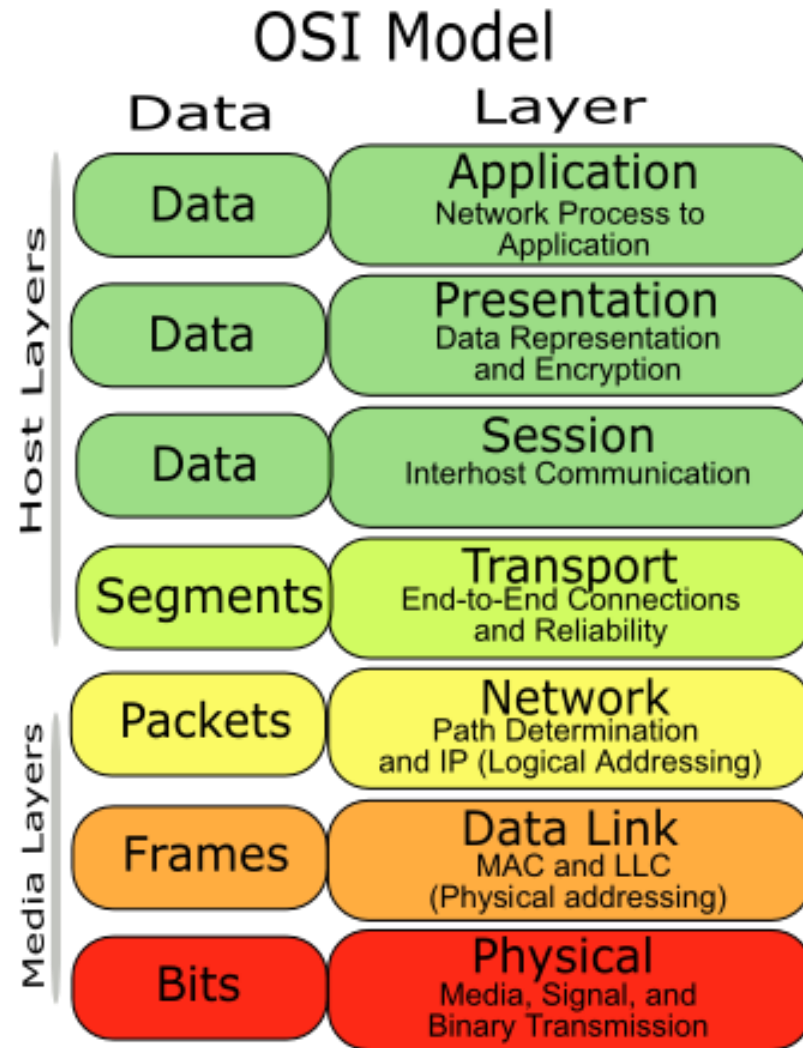 OSI Model
Data Layer
Data Application
Network Process to
Application
Data Presentation
Data Representation
and Encryption
Data Session
Interhost Communication
Segments Transport
End-to-End Connections
and Reliability
Packets Network
Path Determination
and IP (Logical Addressing)
Frames Data Link
MAC and LLC
(Physical addressing)
Bits Physical
Media, Signal, and
Binary Transmission
Host Layers
Media Layers